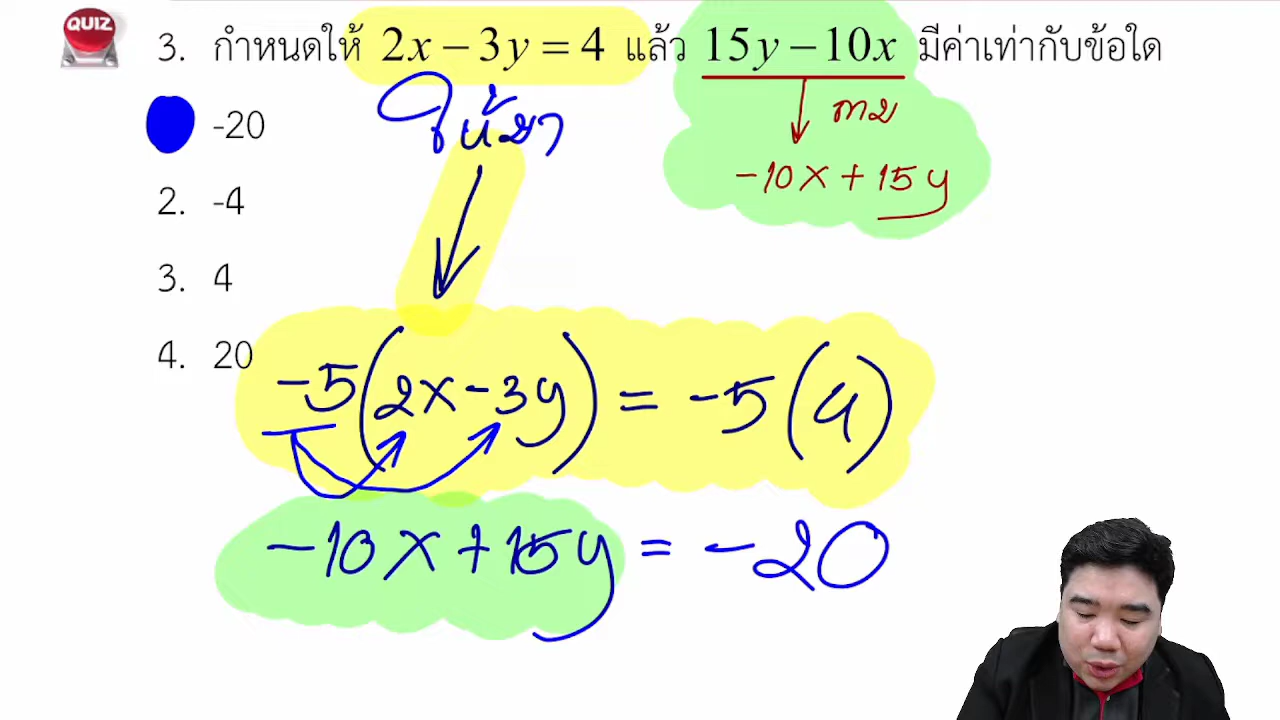 QUIZ
3. กำหนดให้ 2x − 3y = 4 แล้ว 15y − 10x มีค่าเท่ากับข้อใด
-20
2. -4
3. 4
4. 20
-10x + 15y
-5(2x - 3y) = -5(4)
-10x + 15y = -20